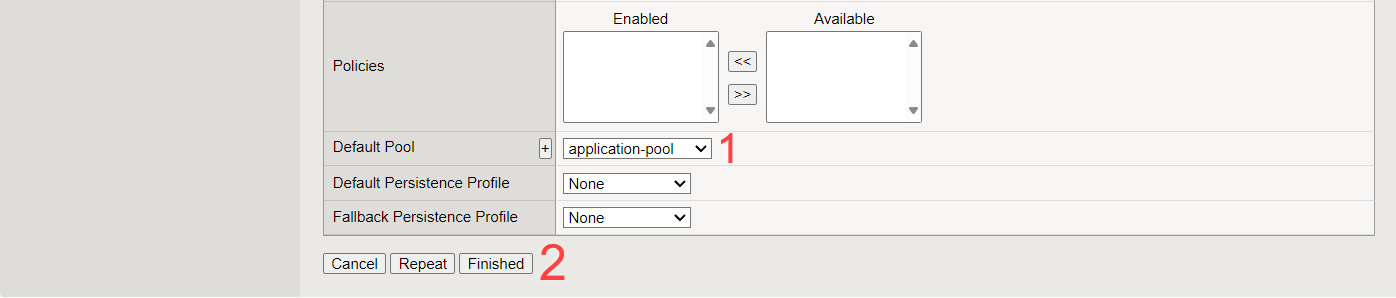 Enabled Available
Policies << >>
Default Pool + application-pool 1
Default Persistence Profile None
Fallback Persistence Profile None
Cancel Repeat Finished 2